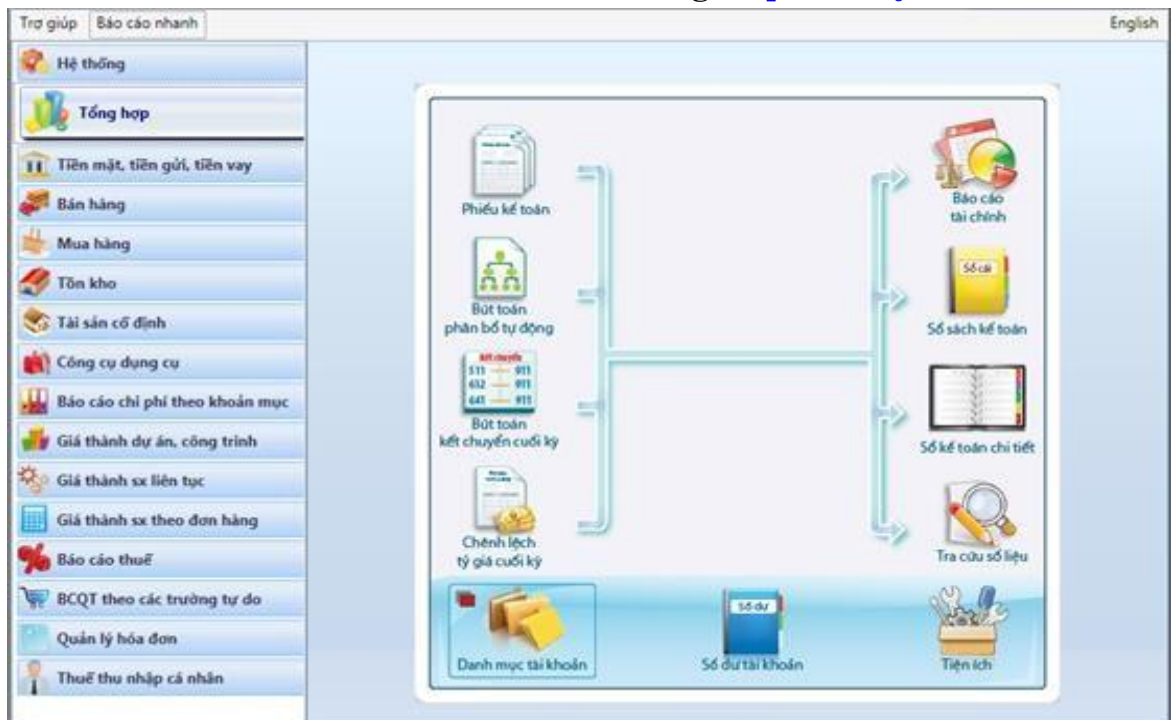 Trợ giúp Báo cáo nhanh English
Hệ thống
Tổng hợp
Tiền mặt, tiền gửi, tiền vay
Bán hàng
Mua hàng
Tồn kho
Tài sản cố định
Công cụ dụng cụ
Báo cáo chi phí theo khoản mục
Giá thành dự án, công trình
Giá thành sx liên tục
Giá thành sx theo đơn hàng
Báo cáo thuế
BCQT theo các trường tự do
Quản lý hóa đơn
Thuế thu nhập cá nhân
Phiếu kế toán
Bút toán
phân bổ tự động
Kết chuyển
511 911
632 911
641 911
Bút toán
kết chuyển cuối kỳ
Chênh lệch
tỷ giá cuối kỳ
Báo cáo
tài chính
Sổ cái
Sổ sách kế toán
Sổ kế toán chi tiết
Tra cứu số liệu
Danh mục tài khoản
Số dư
Số dư tài khoản
Tiện ích